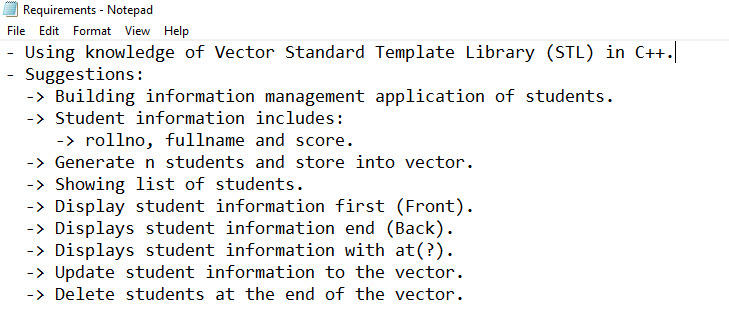 Requirements - Notepad
File Edit Format View Help
- Using knowledge of Vector Standard Template Library (STL) in C++.
- Suggestions:
-> Building information management application of students.
-> Student information includes:
-> rollno, fullname and score.
-> Generate n students and store into vector.
-> Showing list of students.
-> Display student information first (Front).
-> Displays student information end (Back).
-> Displays student information with at(?).
-> Update student information to the vector.
-> Delete students at the end of the vector.